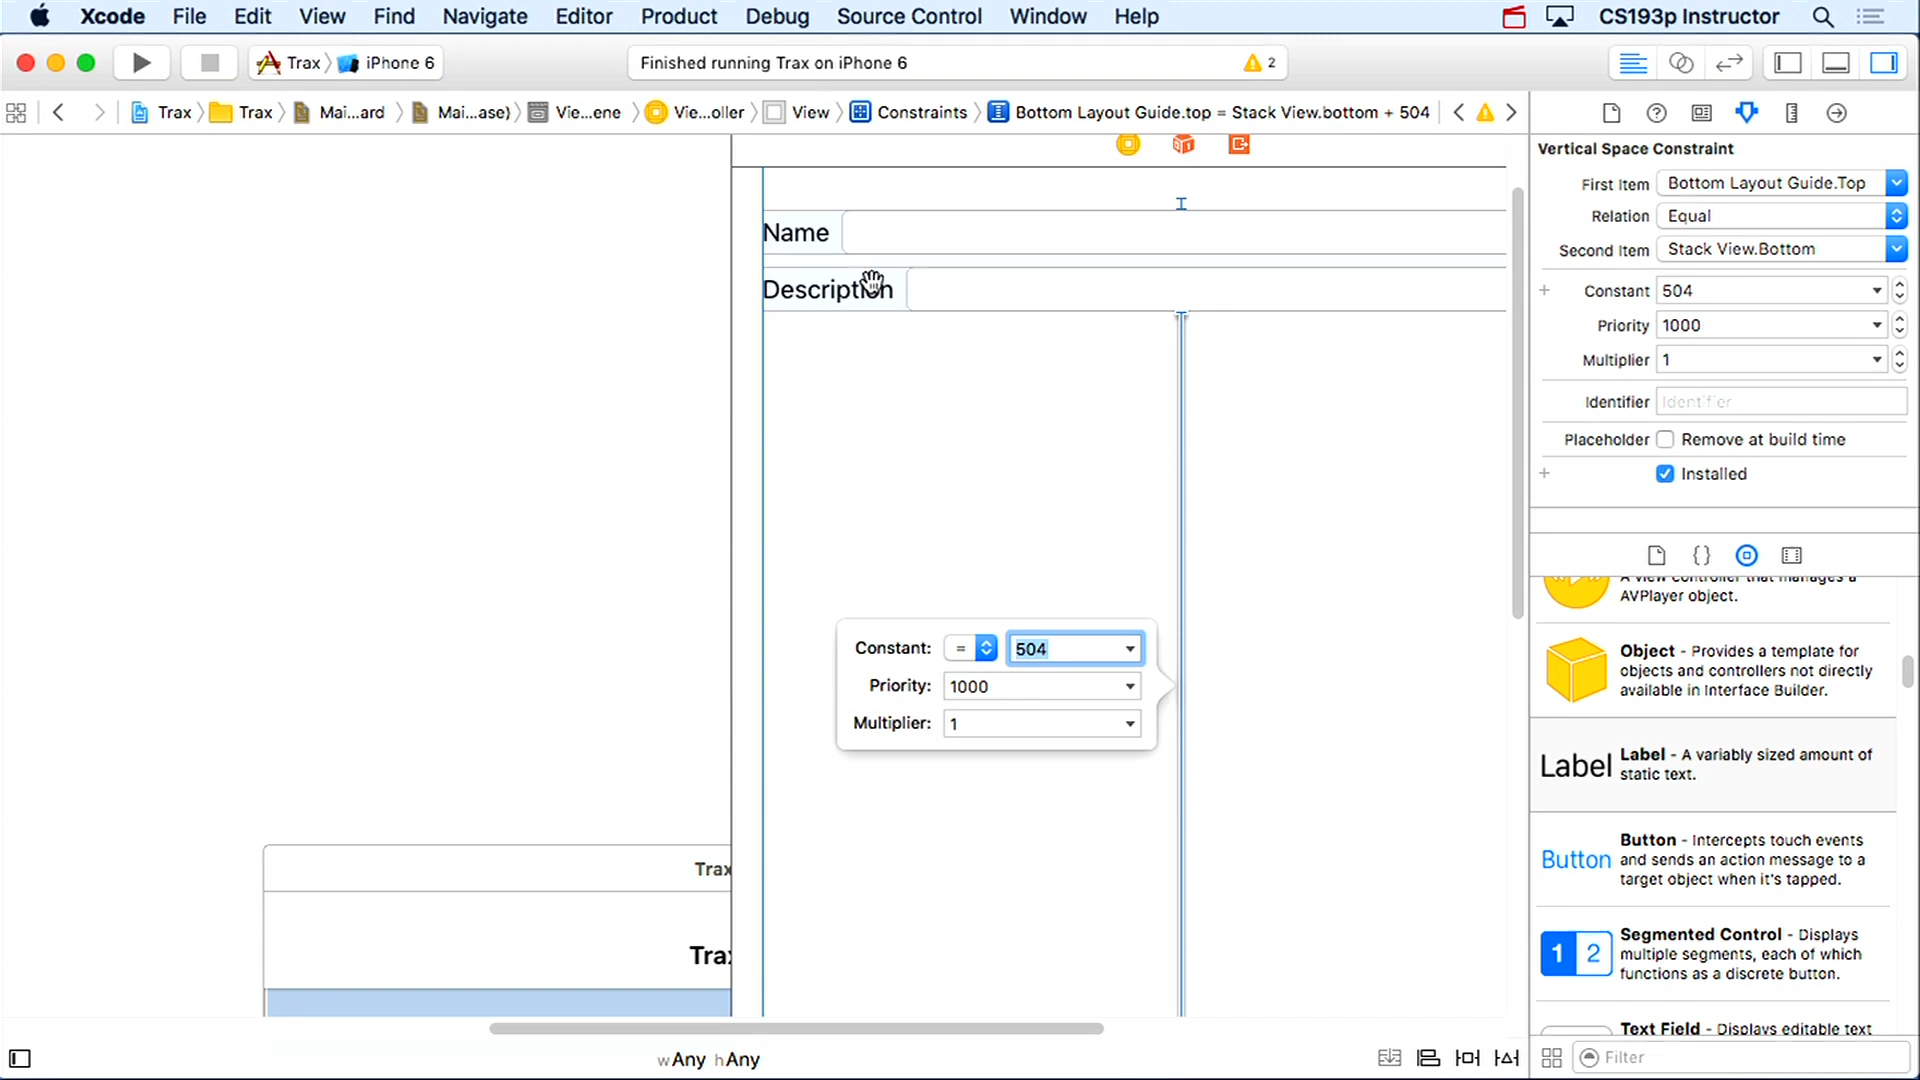 Xcode File Edit View Find Navigate Editor Product Debug Source Control Window Help CS193p Instructor
Trax iPhone 6
Finished running Trax on iPhone 6
2
Trax Trax Mai...ard Mai...ase) Vie...ene Vie...oller View Constraints Bottom Layout Guide.top = Stack View.bottom + 504
Name
Description
Constant: = 504
Priority: 1000
Multiplier: 1
Trax
Trax
wAny hAny
Vertical Space Constraint
First Item Bottom Layout Guide.Top
Relation Equal
Second Item Stack View.Bottom
+ Constant 504
Priority 1000
Multiplier 1
Identifier Identifier
Placeholder Remove at build time
+ Installed
{}
A view controller that manages a
AVPlayer object.
Object - Provides a template for
objects and controllers not directly
available in Interface Builder.
Label
Label - A variably sized amount of
static text.
Button
Button - Intercepts touch events
and sends an action message to a
target object when it's tapped.
1 2
Segmented Control - Displays
multiple segments, each of which
functions as a discrete button.
Text Field - Displays editable text
Filter